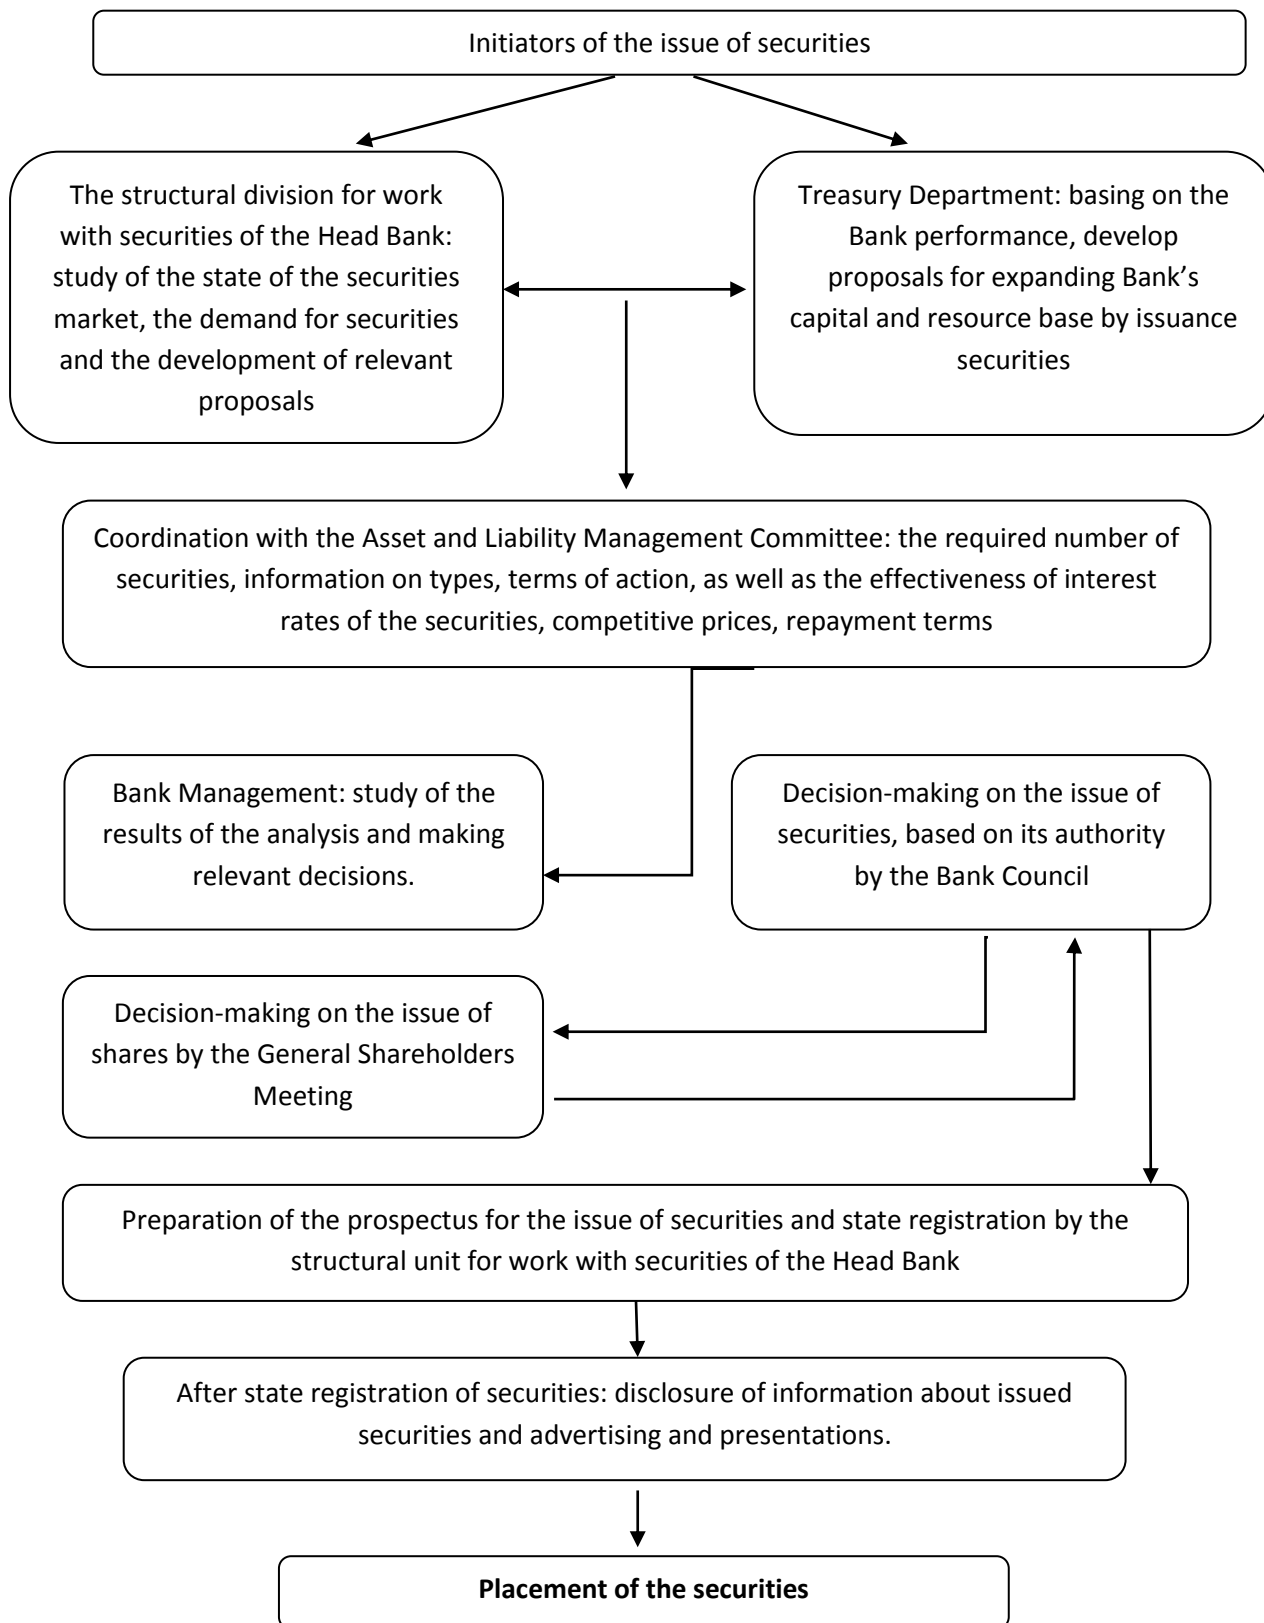 Initiators of the issue of securities
The structural division for work
with securities of the Head Bank:
study of the state of the securities
market, the demand for securities
and the development of relevant
proposals
Treasury Department: basing on the
Bank performance, develop
proposals for expanding Bank’s
capital and resource base by issuance
securities
Coordination with the Asset and Liability Management Committee: the required number of
securities, information on types, terms of action, as well as the effectiveness of interest
rates of the securities, competitive prices, repayment terms
Bank Management: study of the
results of the analysis and making
relevant decisions.
Decision-making on the issue of
securities, based on its authority
by the Bank Council
Decision-making on the issue of
shares by the General Shareholders
Meeting
Preparation of the prospectus for the issue of securities and state registration by the
structural unit for work with securities of the Head Bank
After state registration of securities: disclosure of information about issued
securities and advertising and presentations.
Placement of the securities